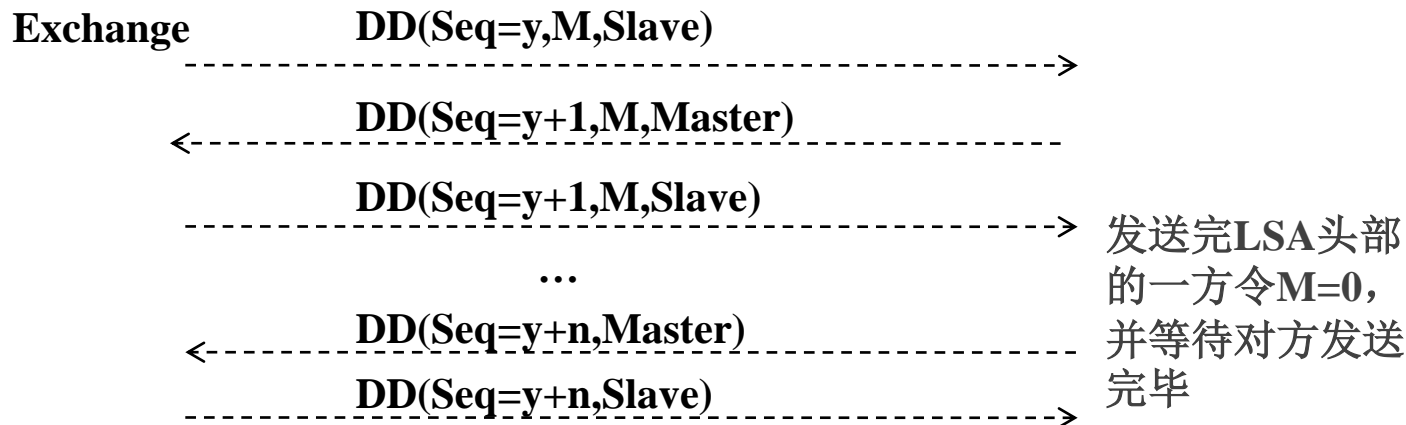 Exchange DD(Seq=y,M,Slave)
DD(Seq=y+1,M,Master)
DD(Seq=y+1,M,Slave)
…
DD(Seq=y+n,Master)
DD(Seq=y+n,Slave)
发送完LSA头部
的一方令M=0，
并等待对方发送
完毕